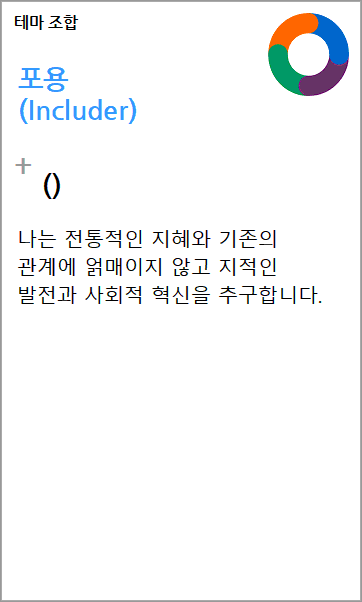 테마 조합
포용
(Includer)
+
()
나는 전통적인 지혜와 기존의
관계에 얽매이지 않고 지적인
발전과 사회적 혁신을 추구합니다.